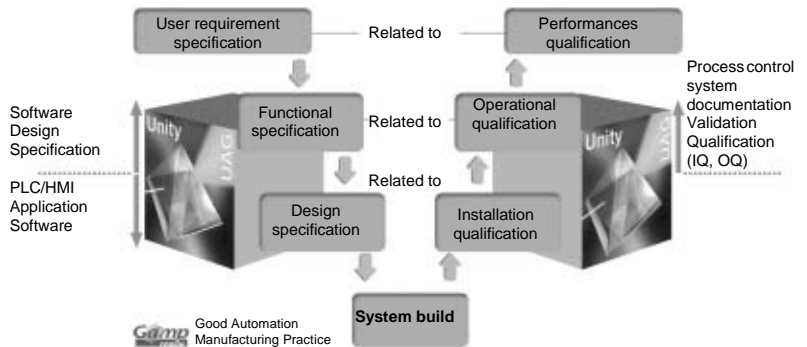 User requirement
specification
Related to
Performances
qualification
Process control
system
documentation
Validation
Qualification
(IQ, OQ)
Software
Design
Specification
PLC/HMI
Application
Software
Unity
UAG
Functional
specification
Related to
Operational
qualification
Unity
Related to
Design
specification
Installation
qualification
System build
Gamp
Good Automation
Manufacturing Practice